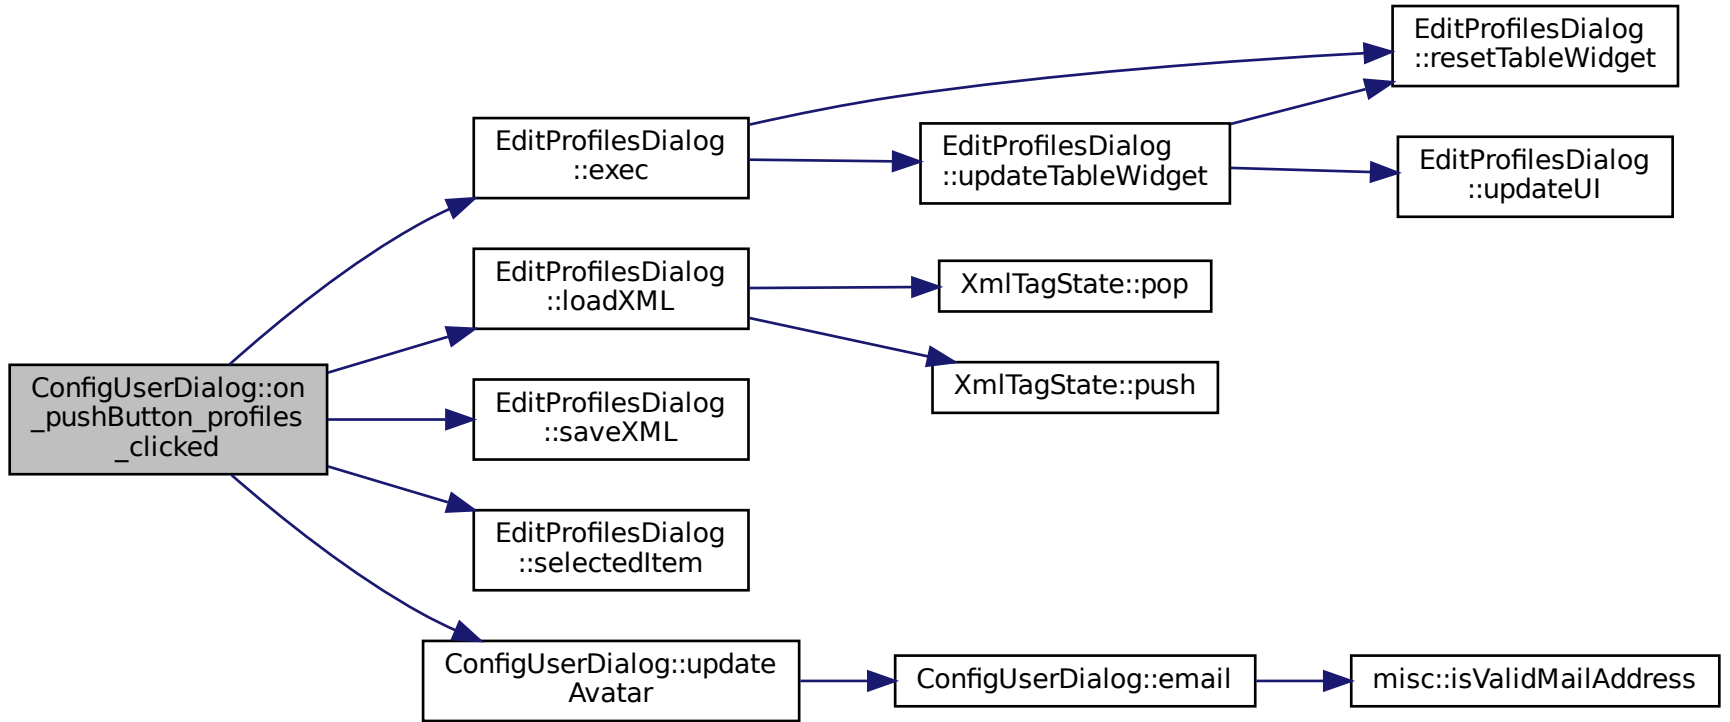 ConfigUserDialog::on
_pushButton_profiles
_clicked
EditProfilesDialog
::exec
EditProfilesDialog
::resetTableWidget
EditProfilesDialog
::updateTableWidget
EditProfilesDialog
::updateUI
EditProfilesDialog
::loadXML
XmlTagState::pop
XmlTagState::push
EditProfilesDialog
::saveXML
EditProfilesDialog
::selectedItem
ConfigUserDialog::update
Avatar
ConfigUserDialog::email
misc::isValidMailAddress